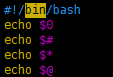 #!/bin/bash
echo $0
echo $#
echo $*
echo $@